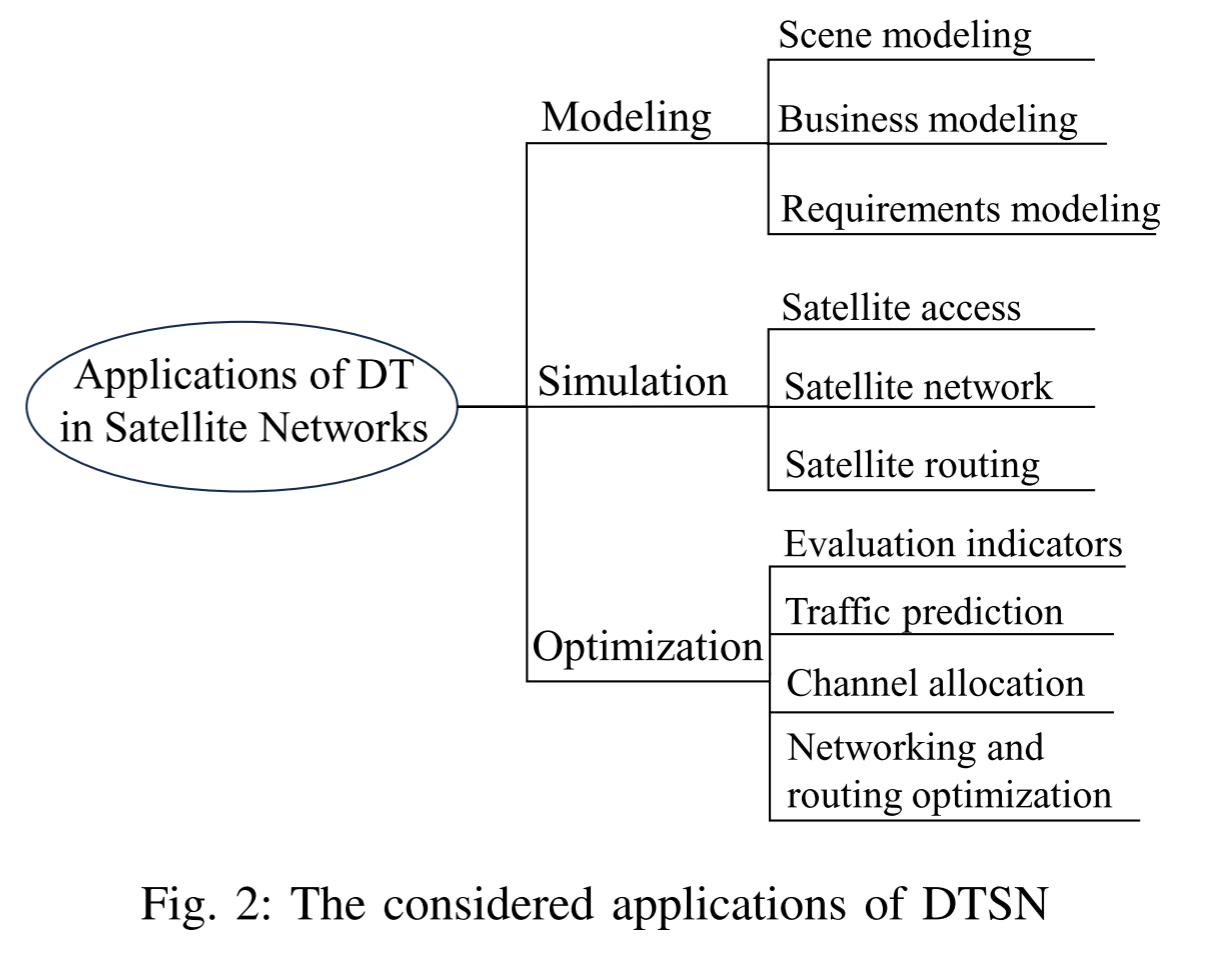 Applications of DT
in Satellite Networks
Modeling
Scene modeling
Business modeling
Requirements modeling
Simulation
Satellite access
Satellite network
Satellite routing
Optimization
Evaluation indicators
Traffic prediction
Channel allocation
Networking and
routing optimization
Fig. 2: The considered applications of DTSN